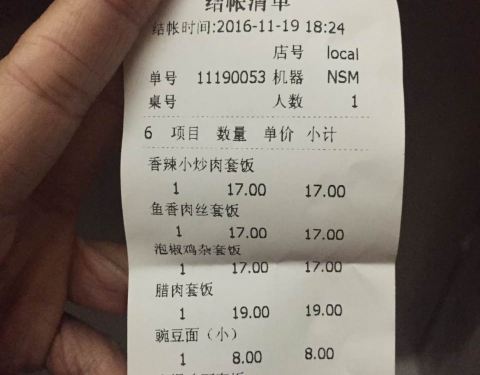 结帐清单
结帐时间:2016-11-19 18:24
店号 local
单号 11190053 机器 NSM
桌号 人数 1
6 项目 数量 单价 小计
香辣小炒肉套饭
1 17.00 17.00
鱼香肉丝套饭
1 17.00 17.00
泡椒鸡杂套饭
1 17.00 17.00
腊肉套饭
1 19.00 19.00
豌豆面（小）
1 8.00 8.00